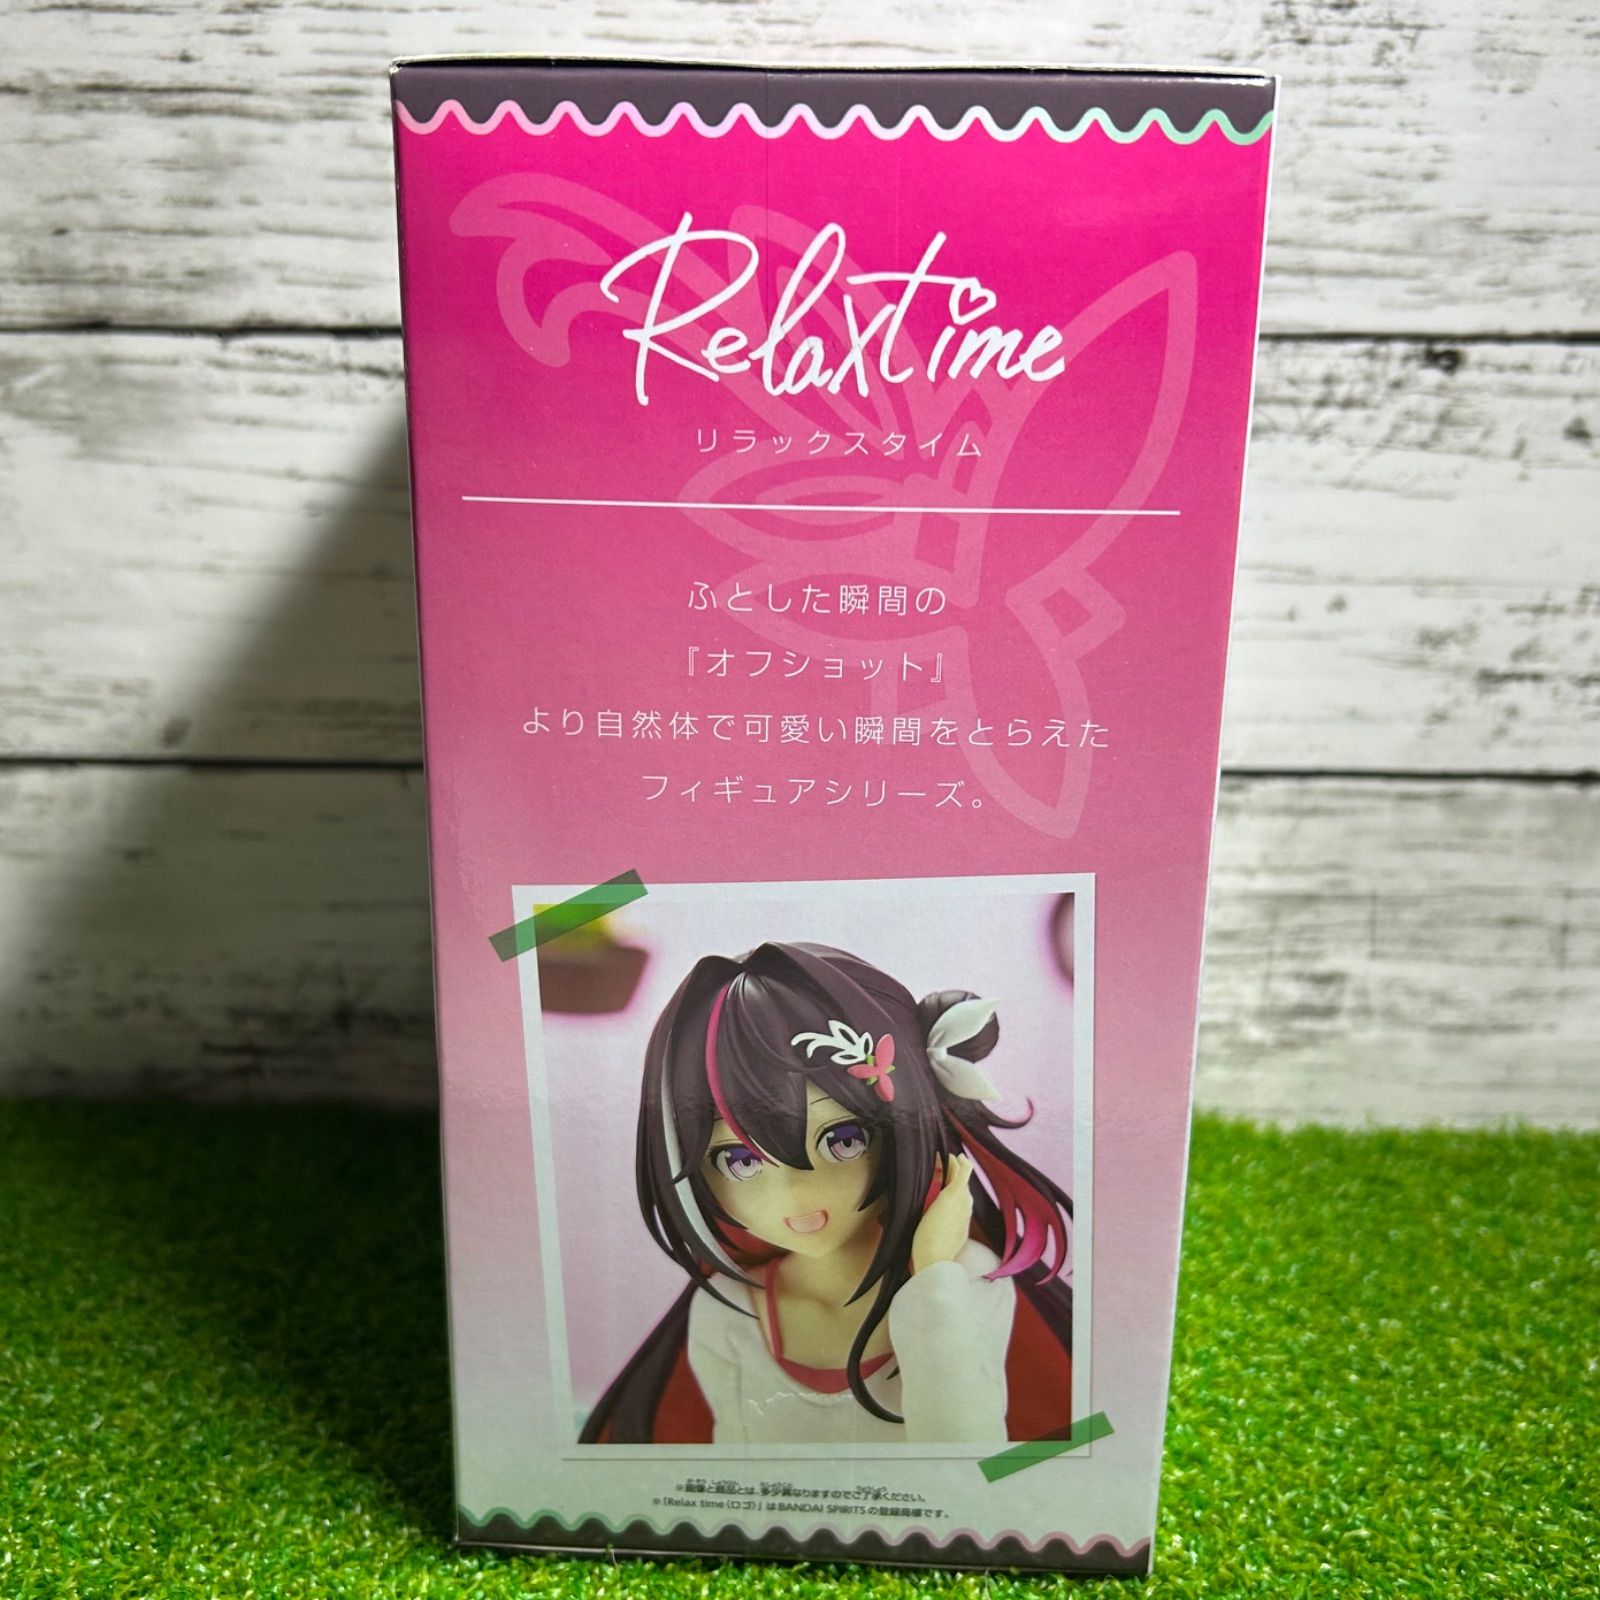 Relax time
リラックスタイム
ふとした瞬間の
『オフショット』
より自然体で可愛い瞬間をとらえた
フィギュアシリーズ。
※画像と商品とは、多少異なりますのでご了承ください。
※「Relax time（ロゴ）」はBANDAI SPIRITSの登録商標です。